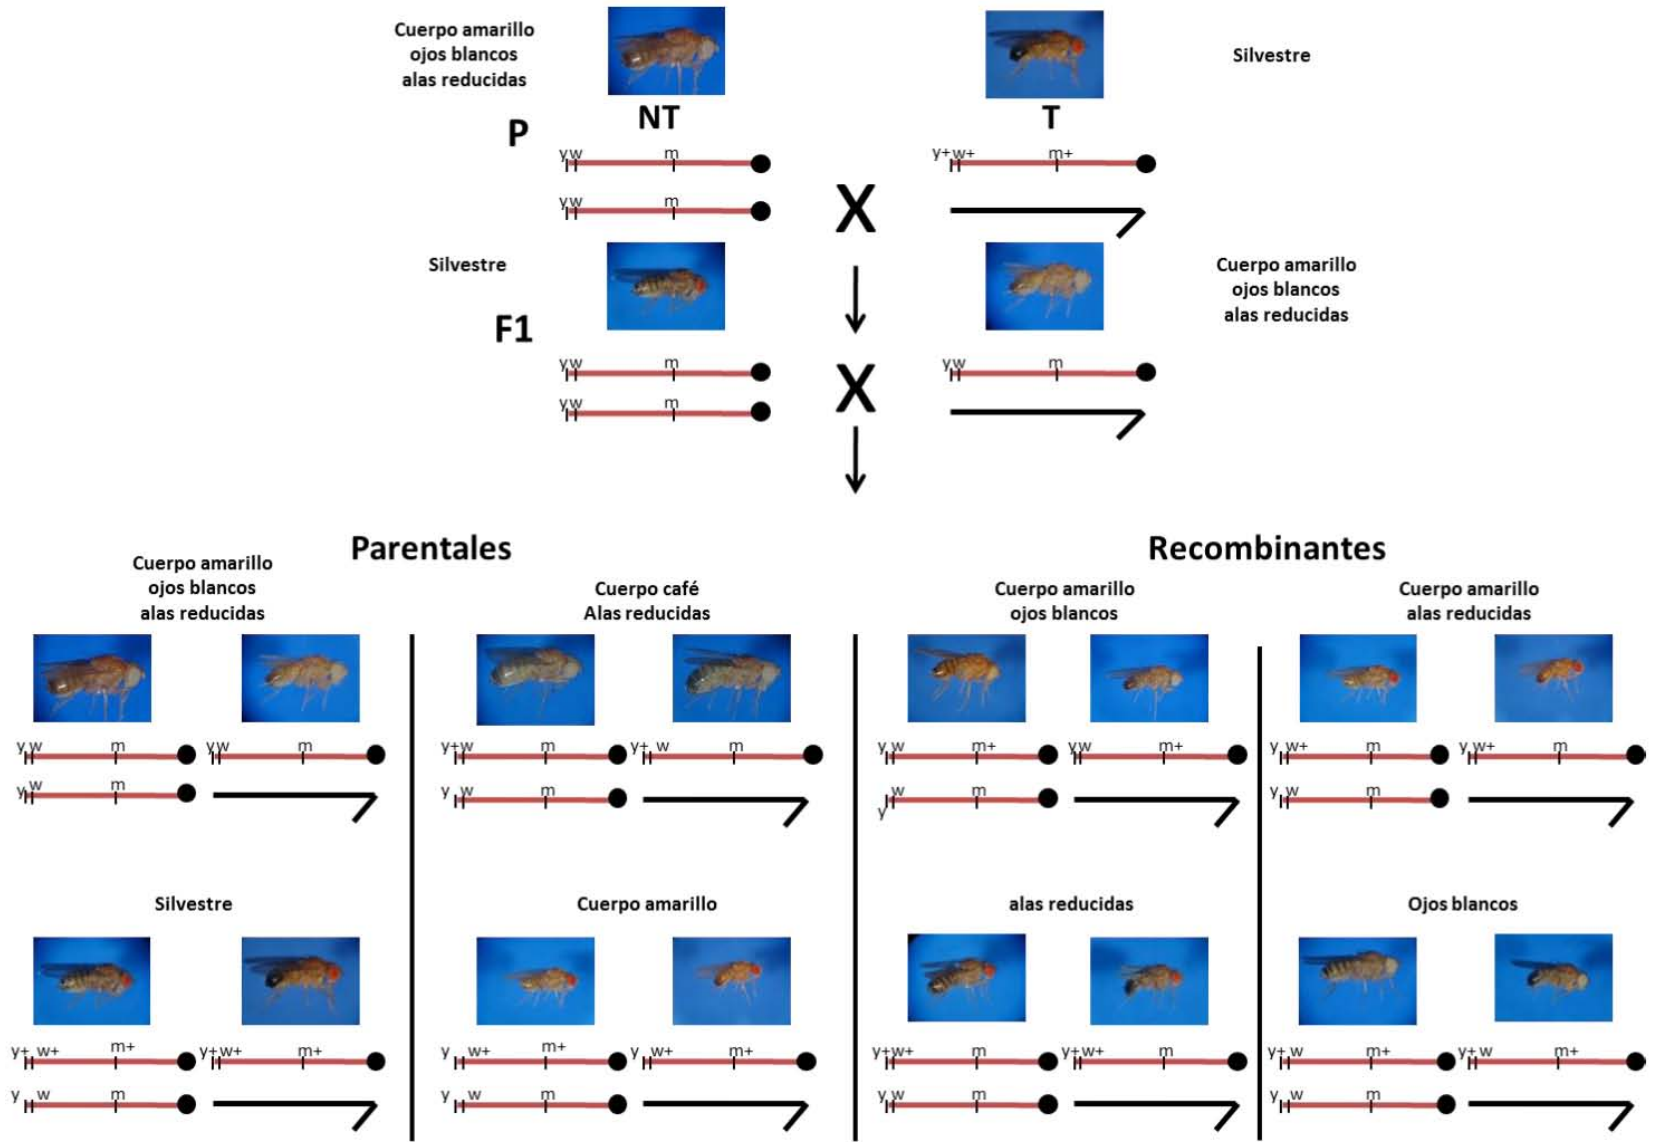 Cuerpo amarillo
ojos blancos
alas reducidas
Silvestre
NT
T
P
y w m
y+ w+ m+
y w m
X
Silvestre
Cuerpo amarillo
ojos blancos
alas reducidas
F1
y w m
y w m
X
y w m
Parentales
Recombinantes
Cuerpo amarillo
ojos blancos
alas reducidas
Cuerpo café
Alas reducidas
Cuerpo amarillo
ojos blancos
Cuerpo amarillo
alas reducidas
y w m
y w m
y+ w m
y+ w m
y w m+
y w m+
y w+ m
y w+ m
y w m
y w m
y w m
y w m
Silvestre
Cuerpo amarillo
alas reducidas
Ojos blancos
y+ w+ m+
y+ w+ m+
y w+ m+
y w+ m+
y+ w+ m
y+ w+ m
y+ w m+
y+ w m+
y w m
y w m
y w m
y w m